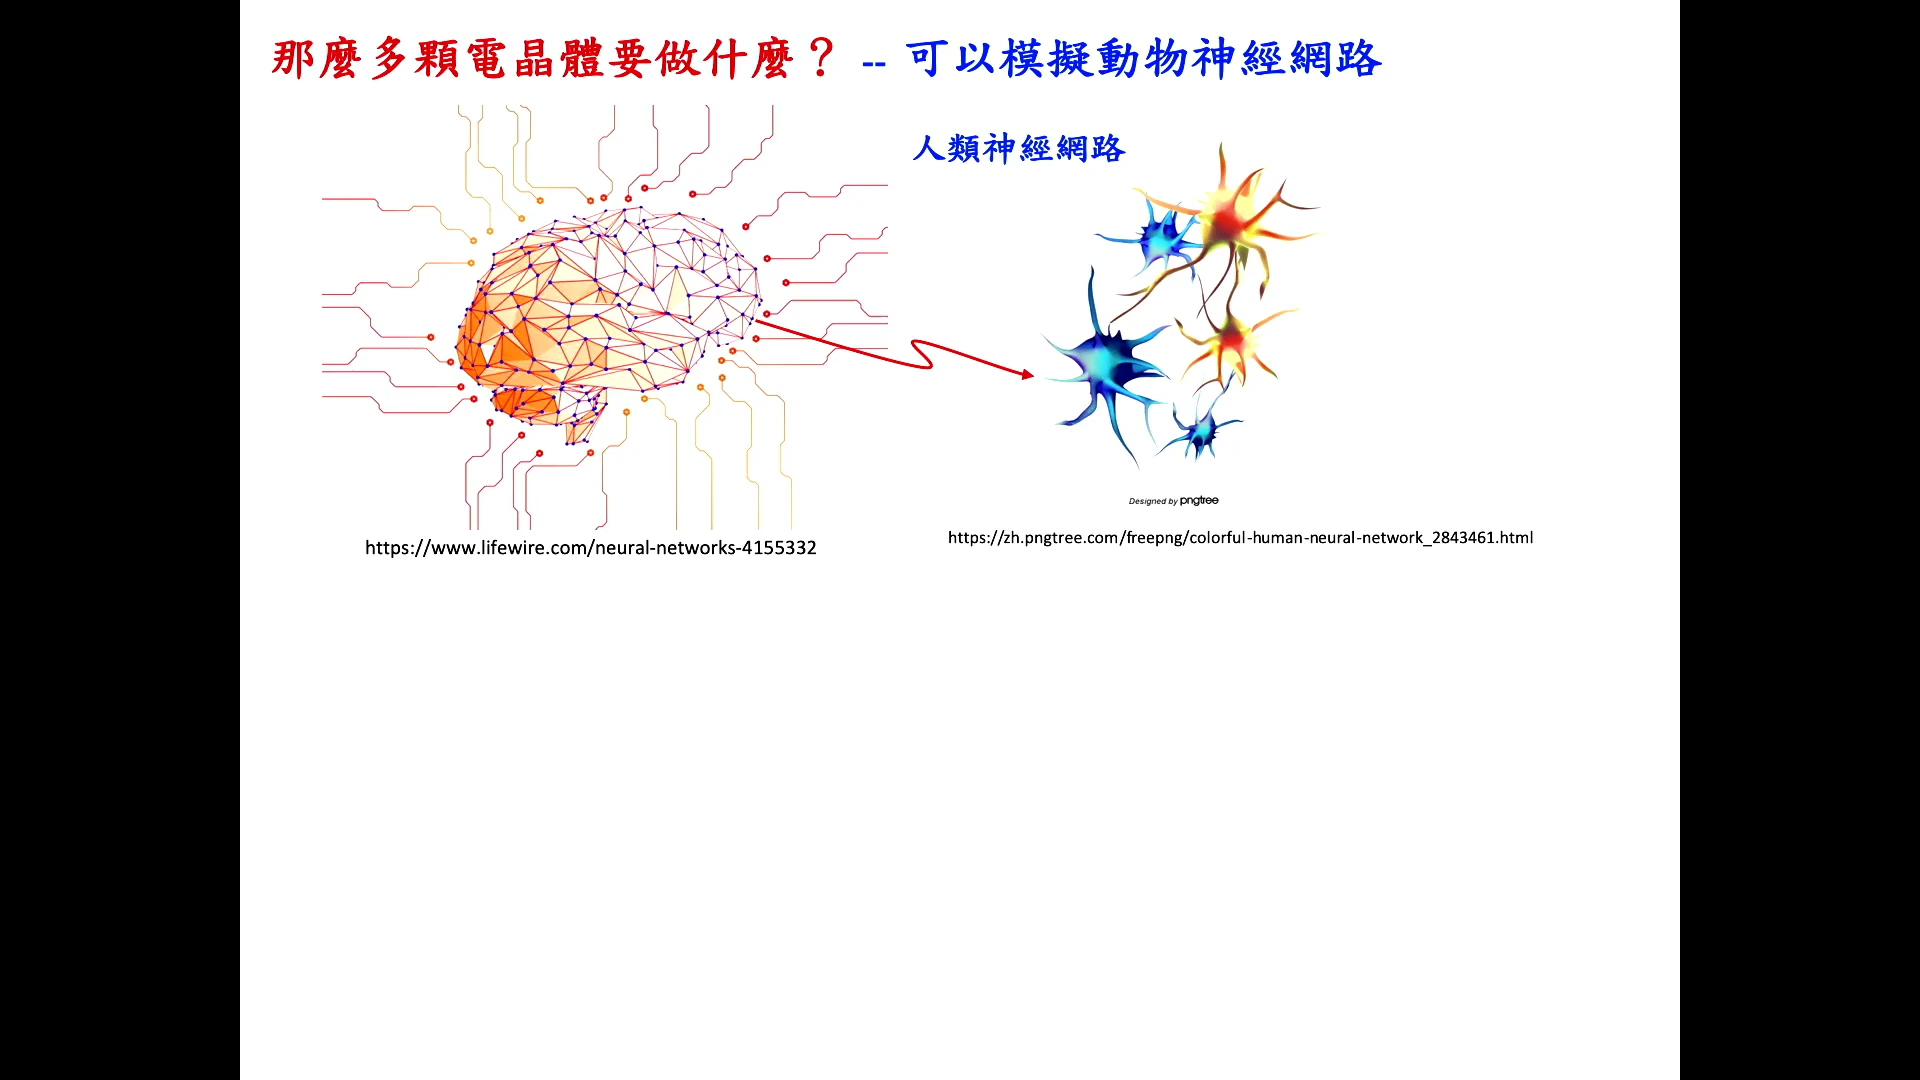 那麼多顆電晶體要做什麼？ -- 可以模擬動物神經網路
人類神經網路
Designed by pngtree
https://www.lifewire.com/neural-networks-4155332
https://zh.pngtree.com/freepng/colorful-human-neural-network_2843461.html